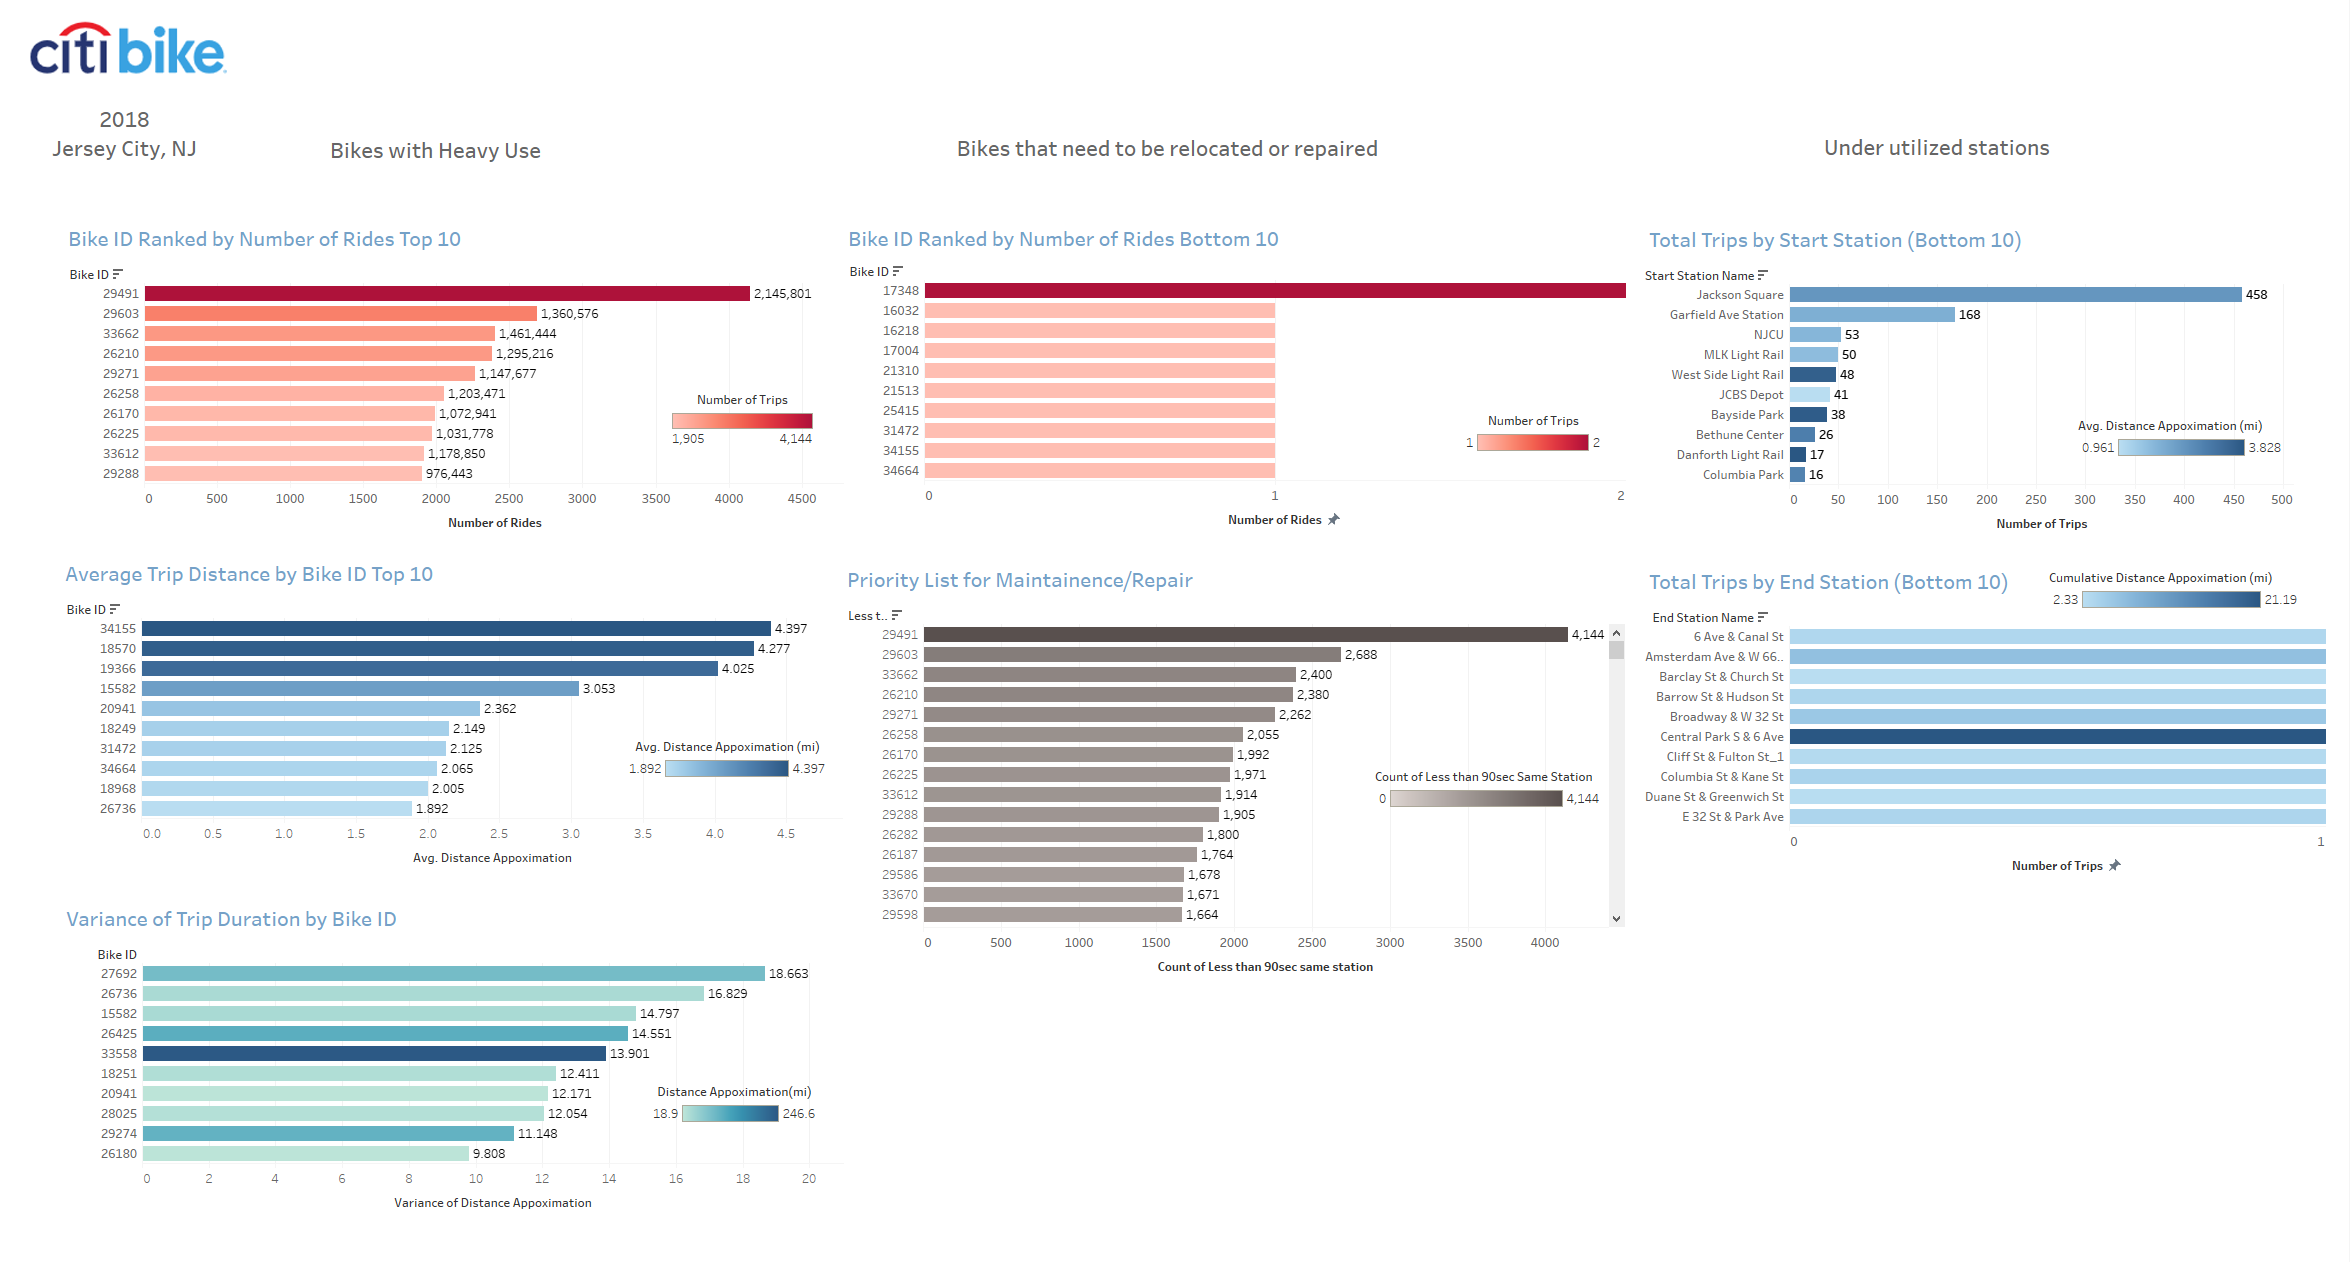 citi bike
2018
Jersey City, NJ
Bikes with Heavy Use
Bikes that need to be relocated or repaired
Under utilized stations
Bike ID Ranked by Number of Rides Top 10
Bike ID
29491 2,145,801
29603 1,360,576
33662 1,461,444
26210 1,295,216
29271 1,147,677
26258 1,203,471
26170 1,072,941
26225 1,031,778
33612 1,178,850
29288 976,443
0 500 1000 1500 2000 2500 3000 3500 4000 4500
Number of Rides
Number of Trips
1,905 4,144
Average Trip Distance by Bike ID Top 10
Bike ID
34155 4.397
18570 4.277
19366 4.025
15582 3.053
20941 2.362
18249 2.149
31472 2.125
34664 2.065
18968 2.005
26736 1.892
0.0 0.5 1.0 1.5 2.0 2.5 3.0 3.5 4.0 4.5
Avg. Distance Appoximation
Avg. Distance Appoximation (mi)
1.892 4.397
Variance of Trip Duration by Bike ID
Bike ID
27692 18.663
26736 16.829
15582 14.797
26425 14.551
33558 13.901
18251 12.411
20941 12.171
28025 12.054
29274 11.148
26180 9.808
0 2 4 6 8 10 12 14 16 18 20
Variance of Distance Appoximation
Distance Appoximation(mi)
18.9 246.6
Bike ID Ranked by Number of Rides Bottom 10
Bike ID
17348
16032
16218
17004
21310
21513
25415
31472
34155
34664
0 1 2
Number of Rides
Number of Trips
1 2
Priority List for Maintainence/Repair
Less t..
29491 4,144
29603 2,688
33662 2,400
26210 2,380
29271 2,262
26258 2,055
26170 1,992
26225 1,971
33612 1,914
29288 1,905
26282 1,800
26187 1,764
29586 1,678
33670 1,671
29598 1,664
0 500 1000 1500 2000 2500 3000 3500 4000
Count of Less than 90sec same station
Count of Less than 90sec Same Station
0 4,144
Total Trips by Start Station (Bottom 10)
Start Station Name
Jackson Square 458
Garfield Ave Station 168
NJCU 53
MLK Light Rail 50
West Side Light Rail 48
JCBS Depot 41
Bayside Park 38
Bethune Center 26
Danforth Light Rail 17
Columbia Park 16
0 50 100 150 200 250 300 350 400 450 500
Number of Trips
Avg. Distance Appoximation (mi)
0.961 3.828
Total Trips by End Station (Bottom 10)
Cumulative Distance Appoximation (mi)
2.33 21.19
End Station Name
6 Ave & Canal St
Amsterdam Ave & W 66..
Barclay St & Church St
Barrow St & Hudson St
Broadway & W 32 St
Central Park S & 6 Ave
Cliff St & Fulton St_1
Columbia St & Kane St
Duane St & Greenwich St
E 32 St & Park Ave
0 1
Number of Trips